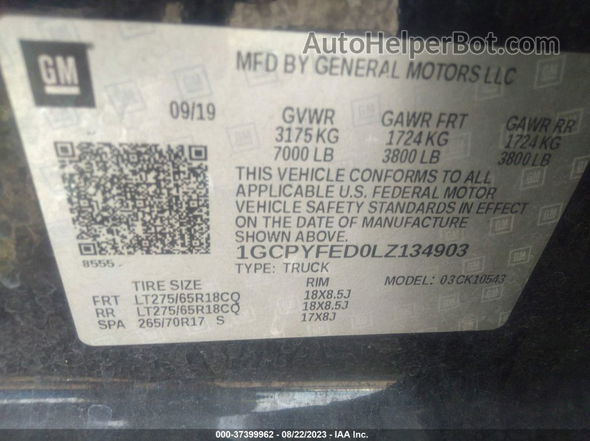 AutoHelperBot.com
GM
MFD BY GENERAL MOTORS LLC
09/19
GVWR GAWR FRT GAWR RR
3175 KG 1724 KG 1724 KG
7000 LB 3800 LB 3800 LB
THIS VEHICLE CONFORMS TO ALL
APPLICABLE U.S. FEDERAL MOTOR
VEHICLE SAFETY STANDARDS IN EFFECT
ON THE DATE OF MANUFACTURE
SHOWN ABOVE.
1GCPYFED0LZ134903
8555
TYPE: TRUCK MODEL: 03CK10543
TIRE SIZE RIM
FRT LT275/65R18CQ 18X8.5J
RR LT275/65R18CQ 18X8.5J
SPA 265/70R17 S 17X8J
000-37399962 - 08/22/2023 - IAA Inc.